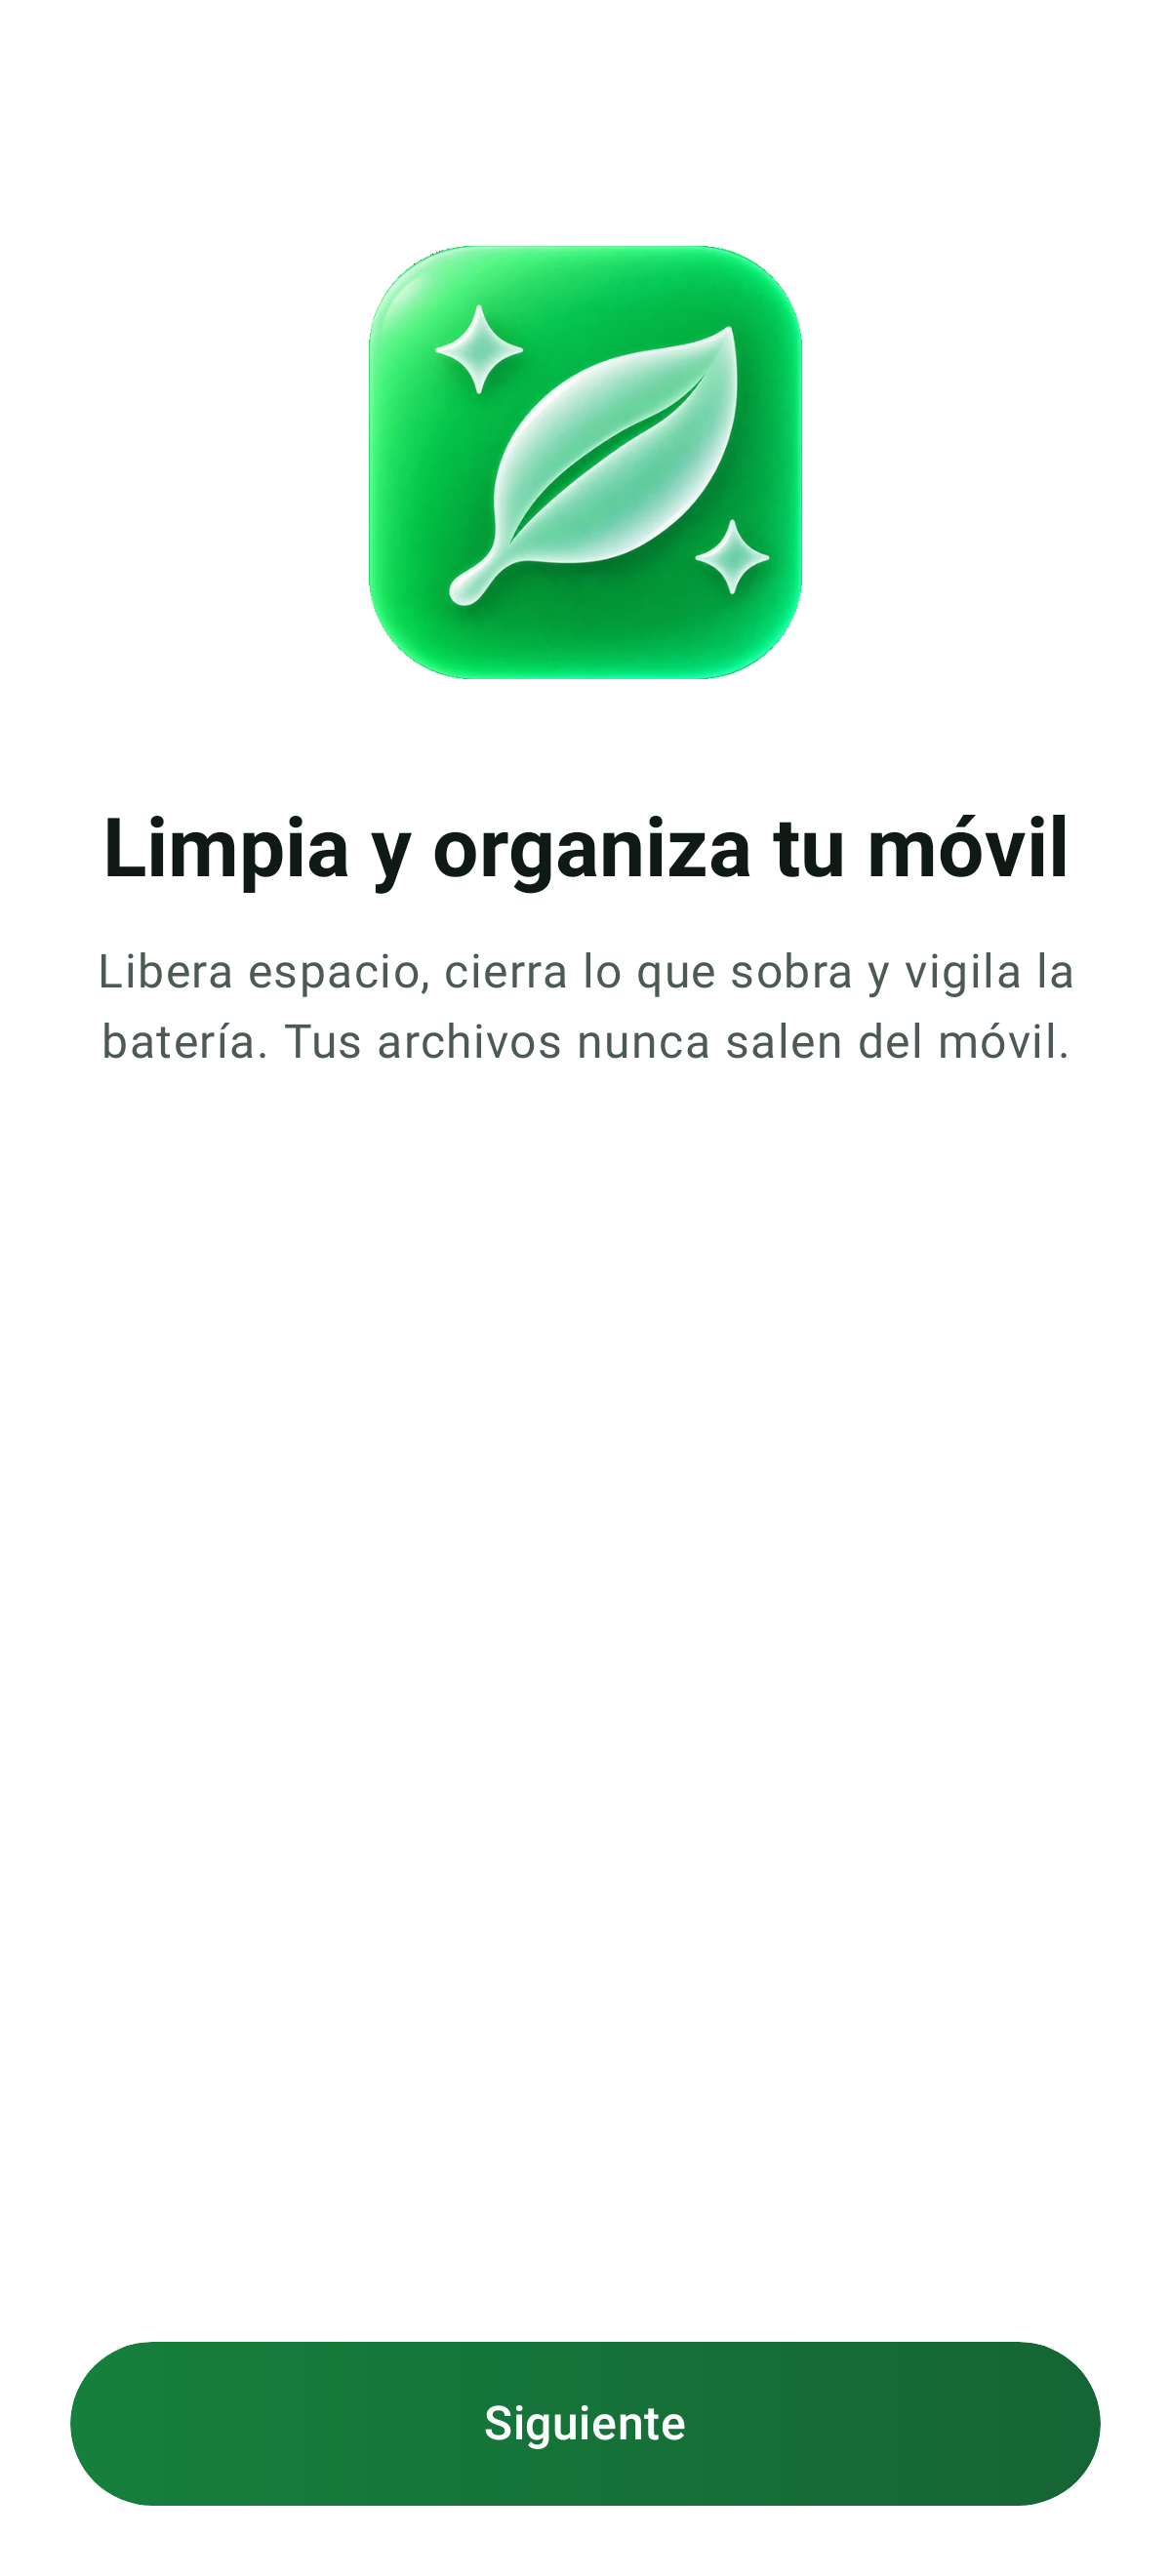 Limpia y organiza tu móvil
Libera espacio, cierra lo que sobra y vigila la
batería. Tus archivos nunca salen del móvil.
Siguiente